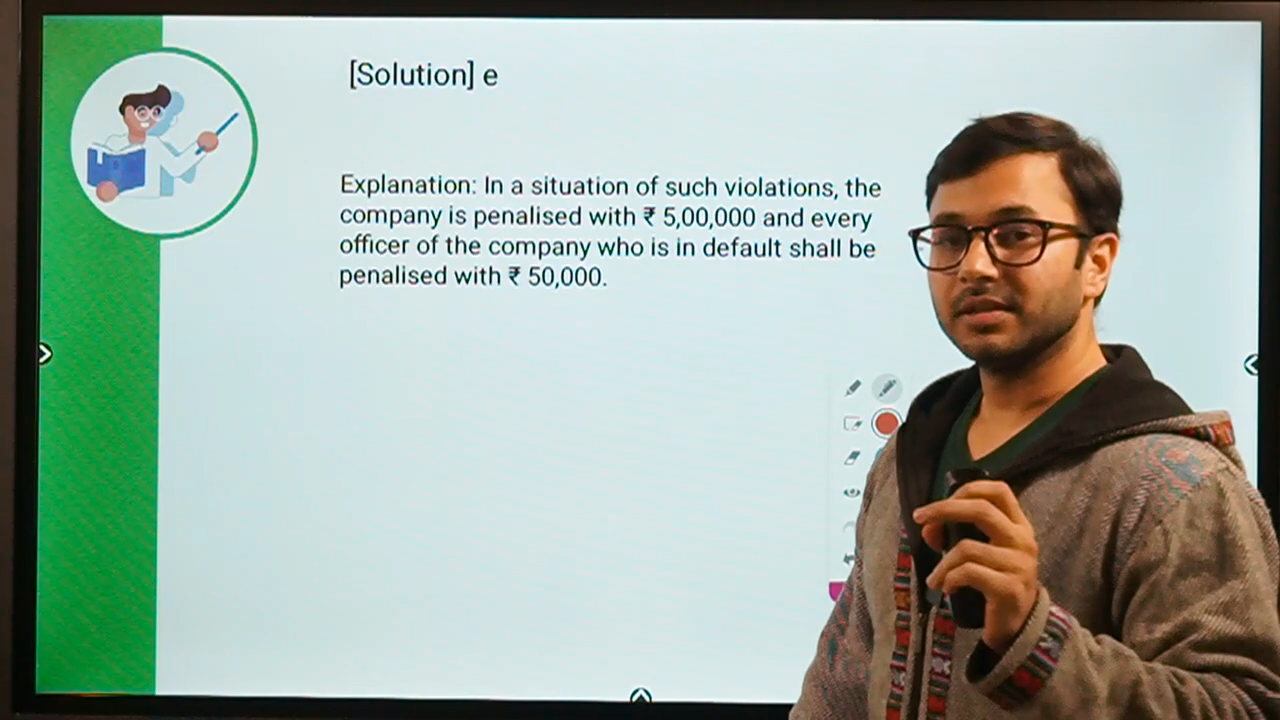 [Solution] e
Explanation: In a situation of such violations, the
company is penalised with ₹ 5,00,000 and every
officer of the company who is in default shall be
penalised with ₹ 50,000.